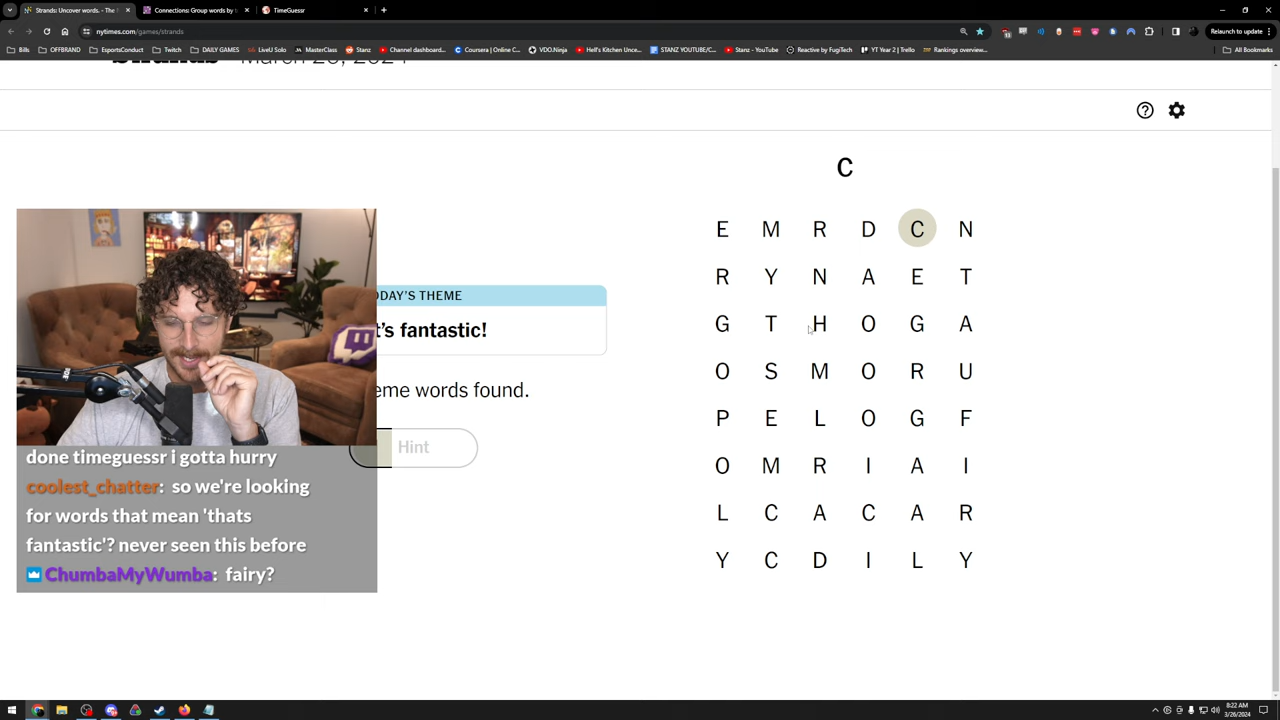 Strands: Uncover words. - The
Connections: Group words by t
TimeGuessr
nytimes.com/games/strands
Relaunch to update
Bills
OFFBRAND
EsportsConduct
Twitch
DAILY GAMES
LiveU Solo
MasterClass
Stanz
Channel dashboard...
Coursera | Online C...
VDO.Ninja
Hell's Kitchen Unce...
STANZ YOUTUBE/C...
Stanz - YouTube
Reactive by FugiTech
YT Year 2 | Trello
Rankings overview...
All Bookmarks
C
E M R D C N
R Y N A E T
G T H O G A
O S M O R U
P E L O G F
O M R I A I
L C A C A R
Y C D I L Y
ODAY'S THEME
t's fantastic!
eme words found.
Hint
done timeguessr i gotta hurry
coolest_chatter: so we're looking
for words that mean 'thats
fantastic'? never seen this before
ChumbaMyWumba: fairy?
8:22 AM
3/26/2024